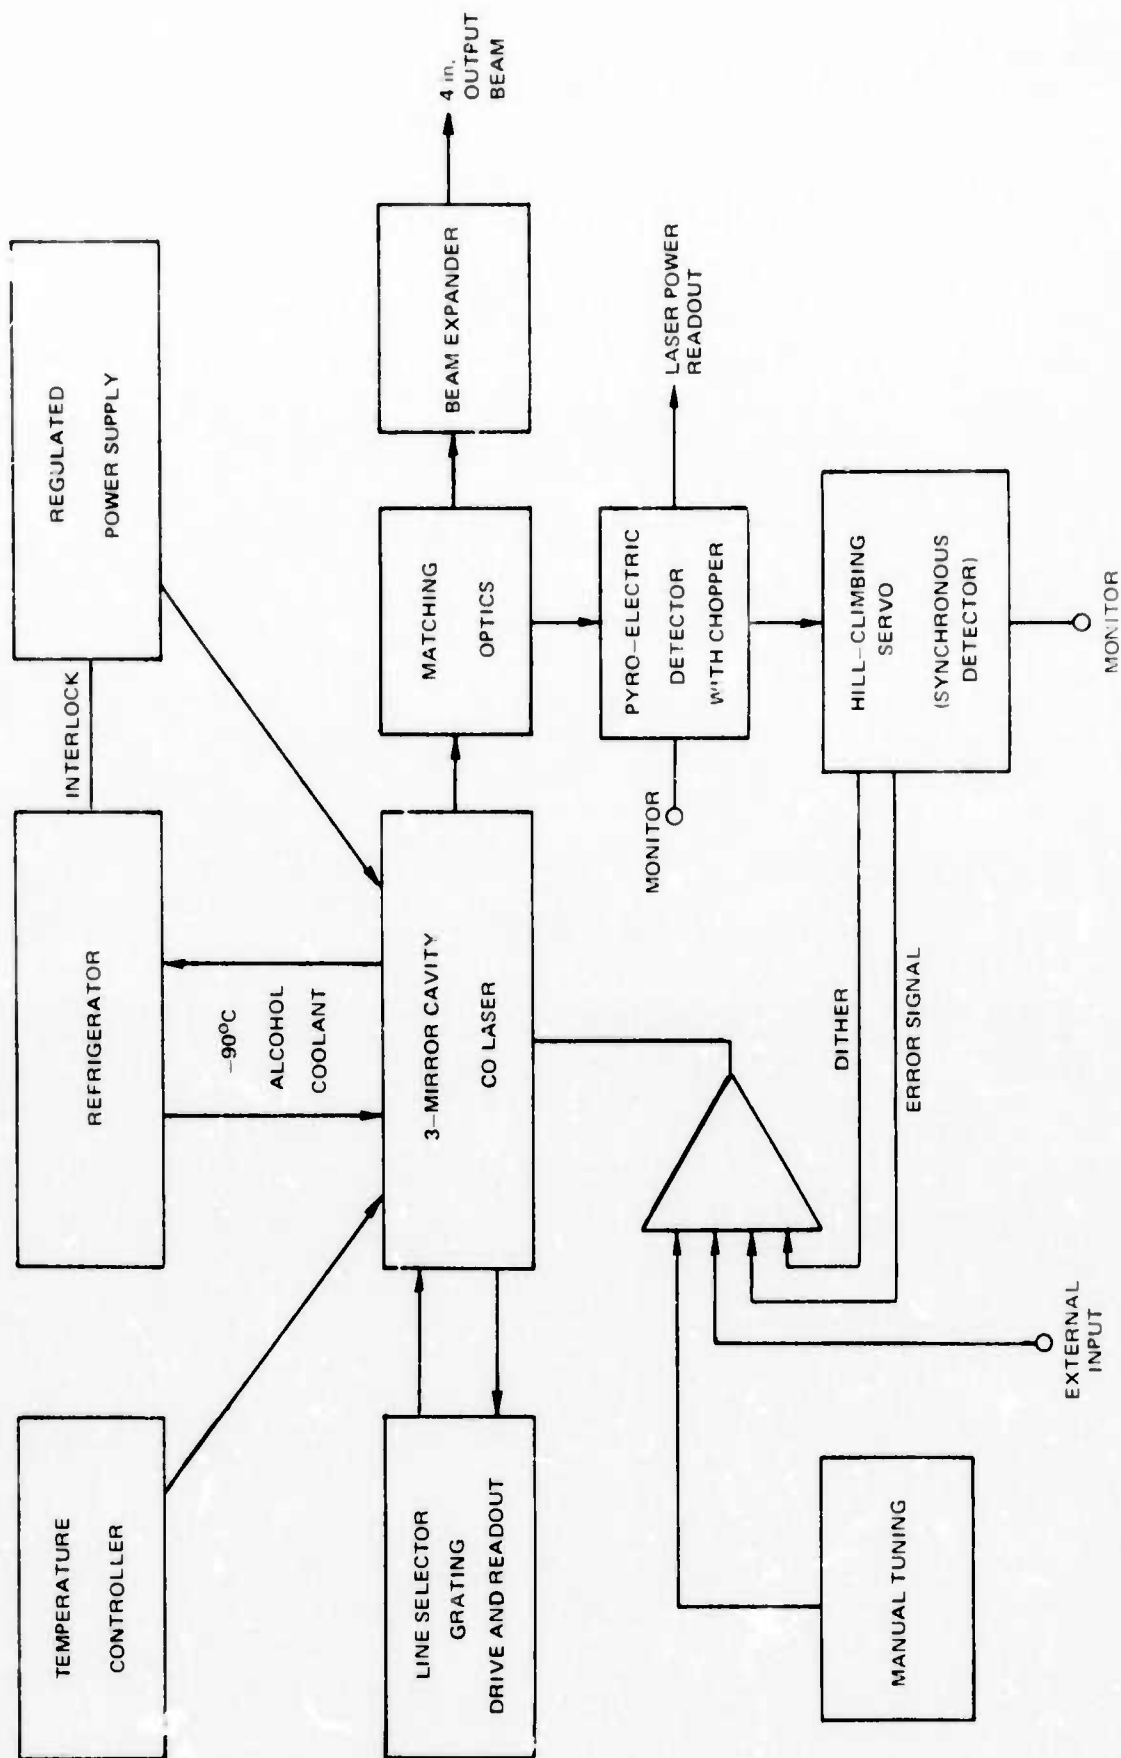 TEMPERATURE
CONTROLLER
REFRIGERATOR
INTERLOCK
REGULATED
POWER SUPPLY
-90°C
ALCOHOL
COOLANT
LINE SELECTOR
GRATING
DRIVE AND READOUT
3-MIRROR CAVITY
CO LASER
MATCHING
OPTICS
BEAM EXPANDER
4 in.
OUTPUT
BEAM
MONITOR
PYRO-ELECTRIC
DETECTOR
WITH CHOPPER
LASER POWER
READOUT
MANUAL TUNING
EXTERNAL
INPUT
DITHER
ERROR SIGNAL
HILL-CLIMBING
SERVO
(SYNCHRONOUS
DETECTOR)
MONITOR